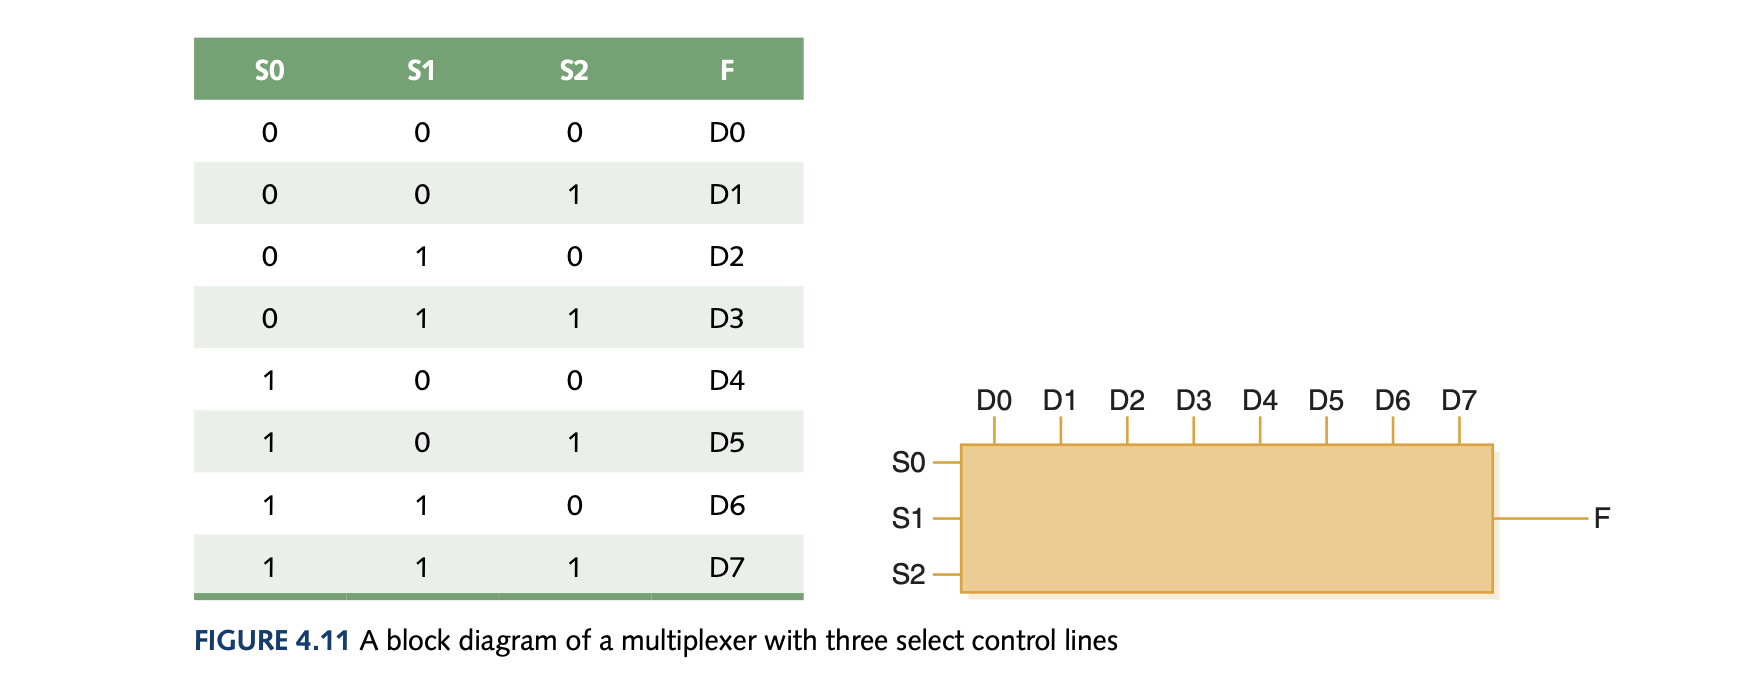 S0 S1 S2 F
0 0 0 D0
0 0 1 D1
0 1 0 D2
0 1 1 D3
1 0 0 D4
1 0 1 D5
1 1 0 D6
1 1 1 D7
D0 D1 D2 D3 D4 D5 D6 D7
S0
S1
S2
F
FIGURE 4.11 A block diagram of a multiplexer with three select control lines